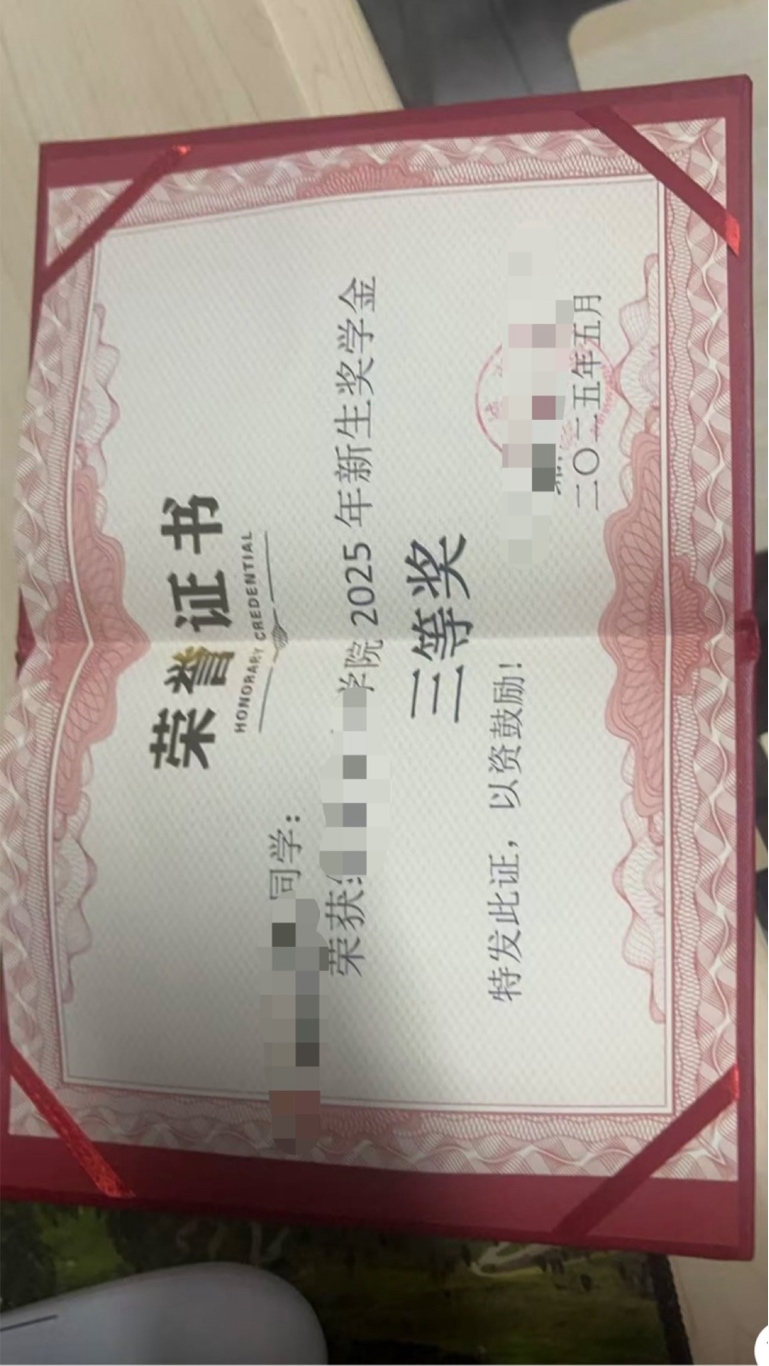 荣誉证书
HONORARY CREDENTIAL
同学：
荣获 学院 2025 年新生奖学金
三等奖
特发此证，以资鼓励！
二〇二五年五月